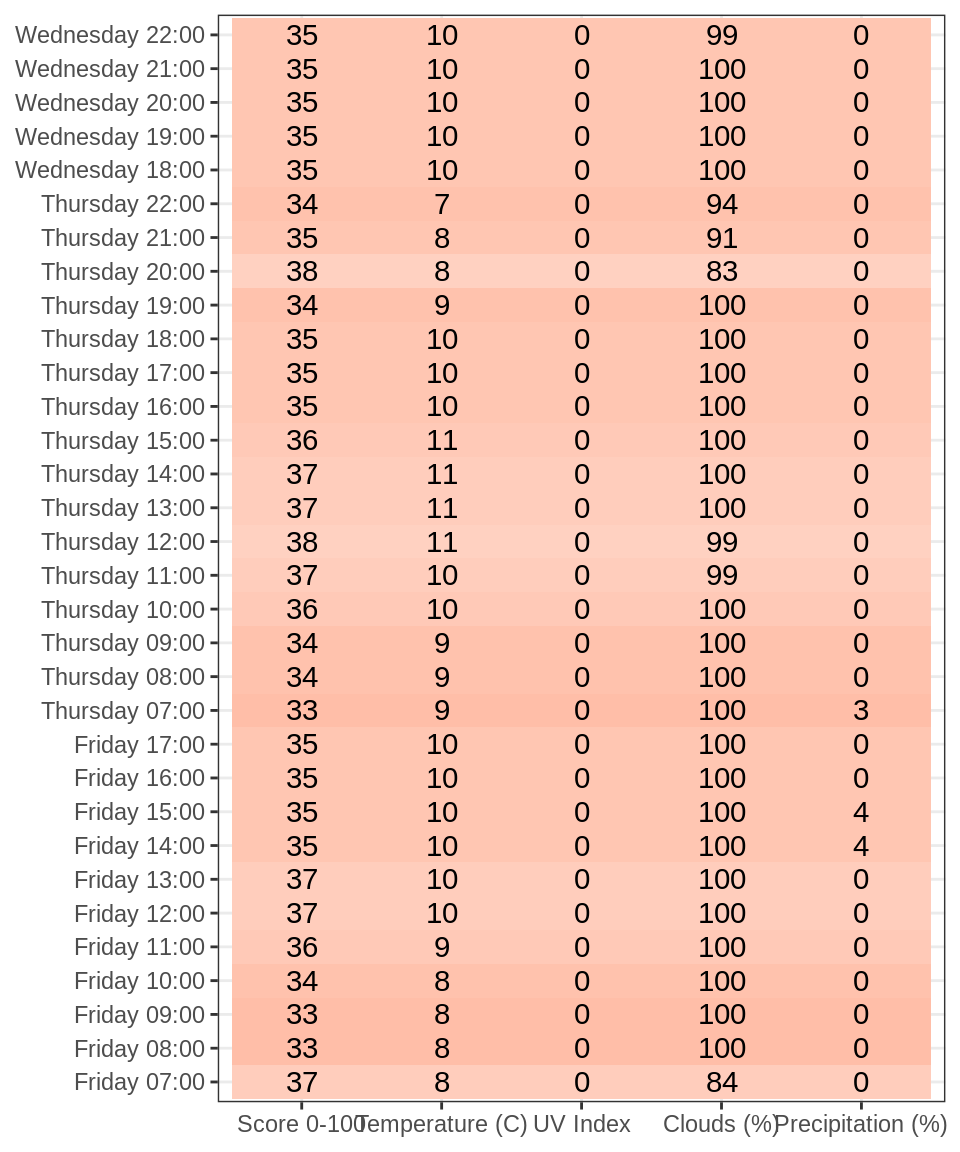 Wednesday 22:00 35 10 0 99 0
Wednesday 21:00 35 10 0 100 0
Wednesday 20:00 35 10 0 100 0
Wednesday 19:00 35 10 0 100 0
Wednesday 18:00 35 10 0 100 0
Thursday 22:00 34 7 0 94 0
Thursday 21:00 35 8 0 91 0
Thursday 20:00 38 8 0 83 0
Thursday 19:00 34 9 0 100 0
Thursday 18:00 35 10 0 100 0
Thursday 17:00 35 10 0 100 0
Thursday 16:00 35 10 0 100 0
Thursday 15:00 36 11 0 100 0
Thursday 14:00 37 11 0 100 0
Thursday 13:00 37 11 0 100 0
Thursday 12:00 38 11 0 99 0
Thursday 11:00 37 10 0 99 0
Thursday 10:00 36 10 0 100 0
Thursday 09:00 34 9 0 100 0
Thursday 08:00 34 9 0 100 0
Thursday 07:00 33 9 0 100 3
Friday 17:00 35 10 0 100 0
Friday 16:00 35 10 0 100 0
Friday 15:00 35 10 0 100 4
Friday 14:00 35 10 0 100 4
Friday 13:00 37 10 0 100 0
Friday 12:00 37 10 0 100 0
Friday 11:00 36 9 0 100 0
Friday 10:00 34 8 0 100 0
Friday 09:00 33 8 0 100 0
Friday 08:00 33 8 0 100 0
Friday 07:00 37 8 0 84 0
Score 0-100 Temperature (C) UV Index Clouds (%) Precipitation (%)